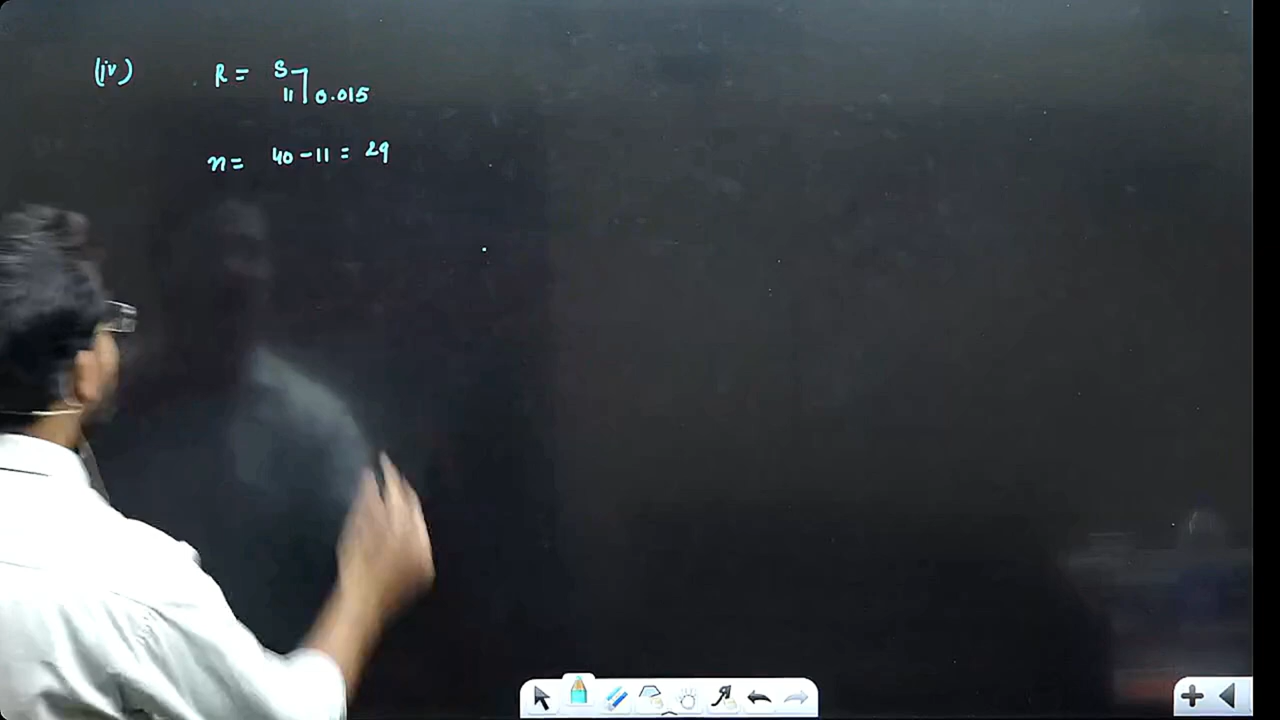 (iv) R = S 11 0.015
n = 40 - 11 = 29